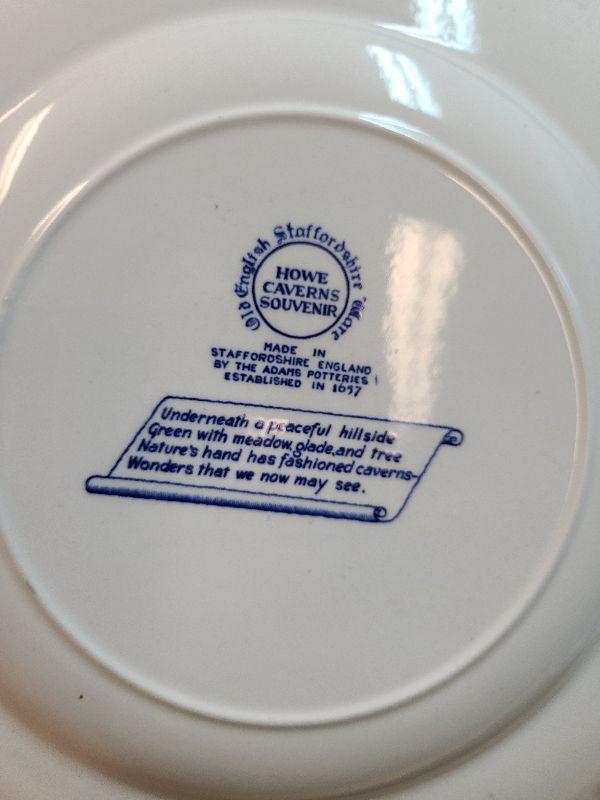 Old English Staffordshire Ware
HOWE
CAVERNS
SOUVENIR
MADE IN
STAFFORDSHIRE ENGLAND
BY THE ADAMS POTTERIES
ESTABLISHED IN 1657
Underneath a peaceful hillside
Green with meadow, glade, and tree
Nature's hand has fashioned caverns-
Wonders that we now may see.